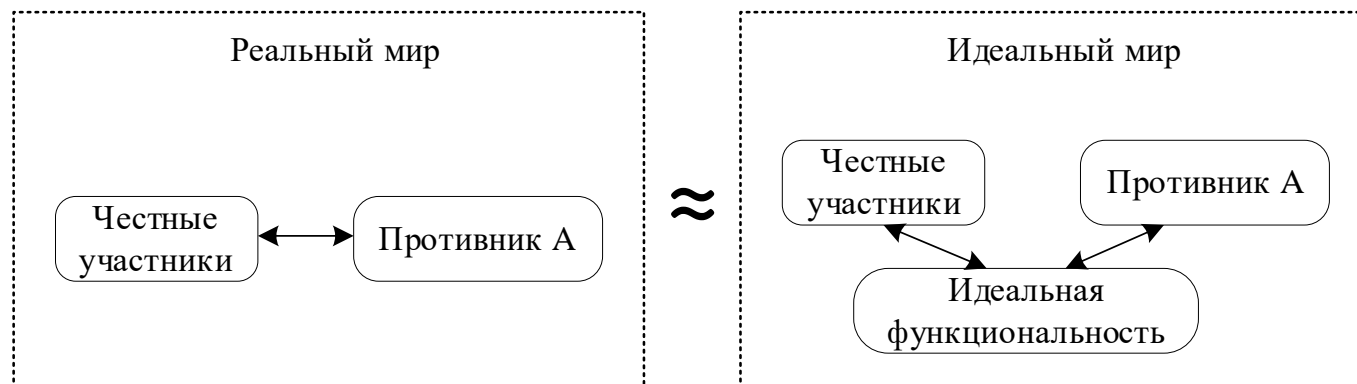 Реальный мир
Честные
участники
Противник А
≈
Идеальный мир
Честные
участники
Противник А
Идеальная
функциональность